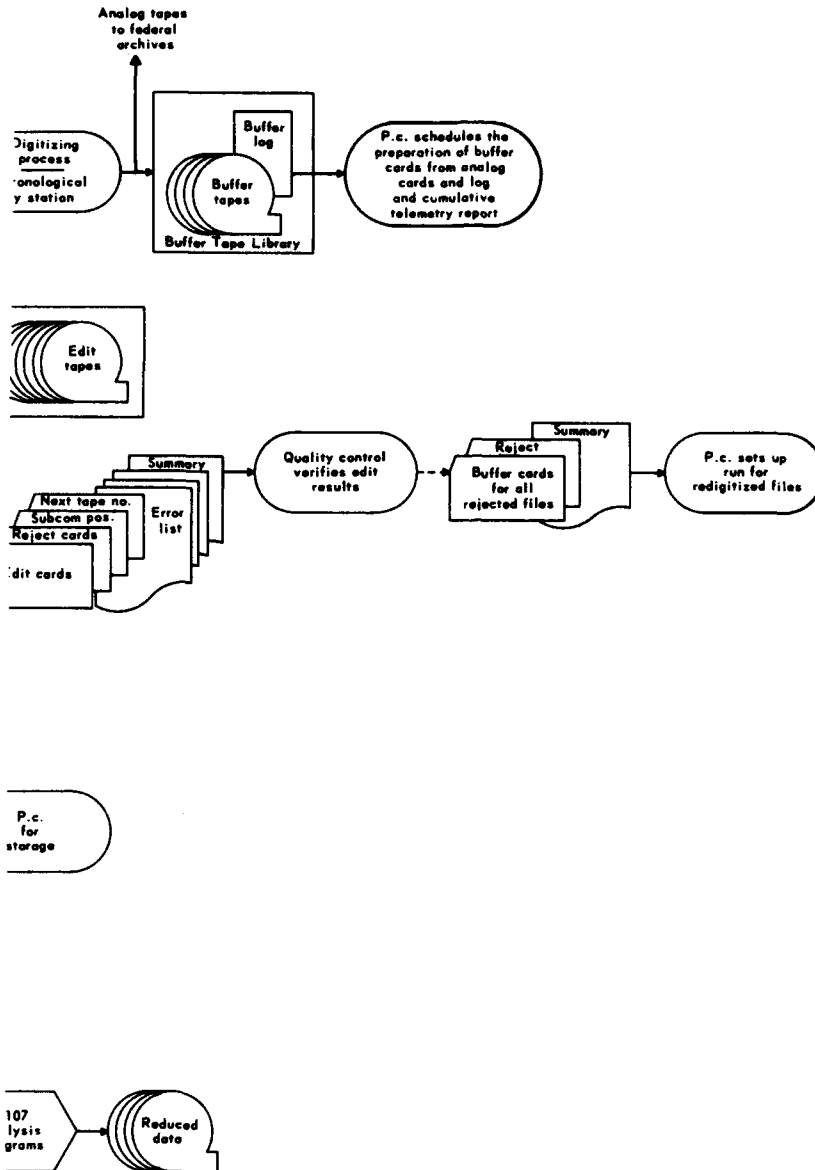 Analog tapes
to federal
archives
Digitizing
process
ronological
y station
Buffer
log
Buffer
tapes
Buffer Tape Library
P.c. schedules the
preparation of buffer
cards from analog
cards and log
and cumulative
telemetry report
Edit
tapes
Summary
Next tape no.
Subcom pos.
Reject cards
Edit cards
Error
list
Quality control
verifies edit
results
Summary
Reject
Buffer cards
for all
rejected files
P.c. sets up
run for
redigitized files
P.c.
for
storage
107
lysis
grams
Reduced
data